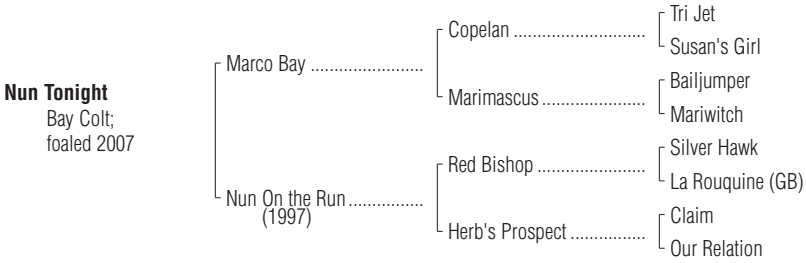 Tri Jet
Copelan ............................
Susan's Girl
Marco Bay ........................
Bailjumper
Marimascus ......................
Mariwitch
Nun Tonight
Bay Colt;
foaled 2007
Silver Hawk
Red Bishop .......................
La Rouquine (GB)
Nun On the Run ................
(1997)
Claim
Herb's Prospect ................
Our Relation